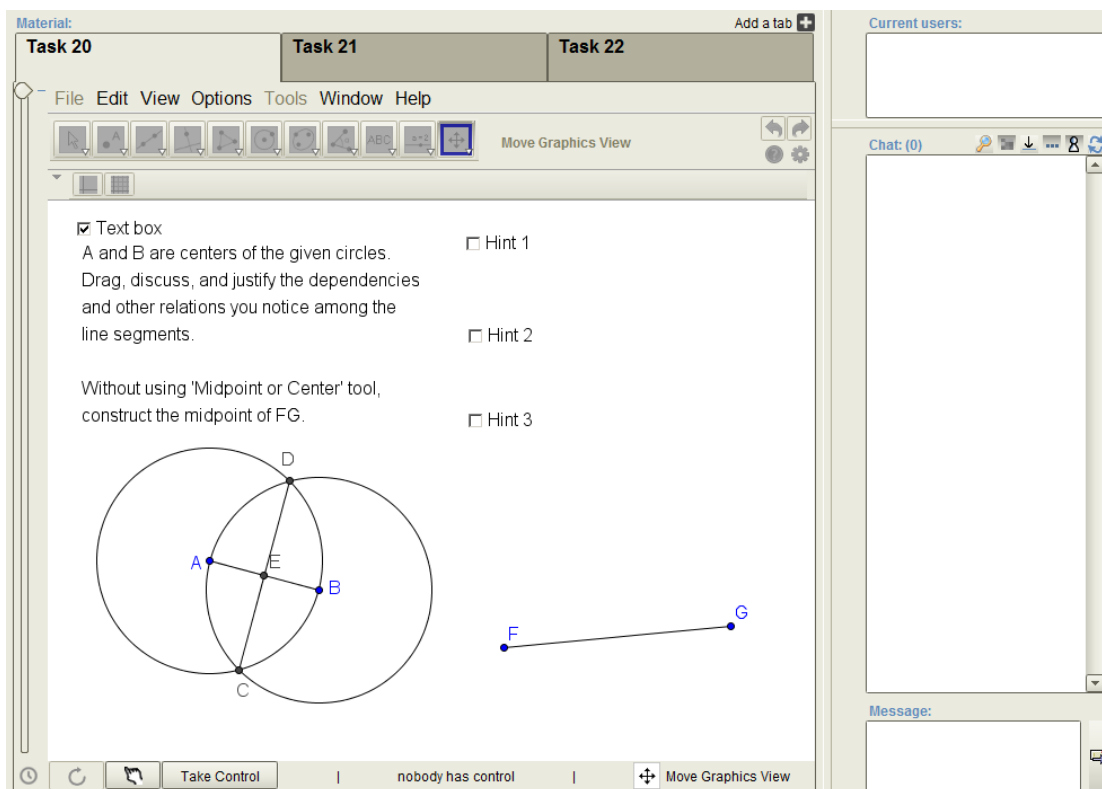 Material:
Add a tab
Current users:
Task 20
Task 21
Task 22
File Edit View Options Tools Window Help
A
ABC
a=2
Move Graphics View
Chat: (0)
Text box
A and B are centers of the given circles.
Drag, discuss, and justify the dependencies
and other relations you notice among the
line segments.
Hint 1
Hint 2
Without using 'Midpoint or Center' tool,
construct the midpoint of FG.
Hint 3
D
A
E
B
C
F
G
Message:
Take Control
|
nobody has control
|
Move Graphics View